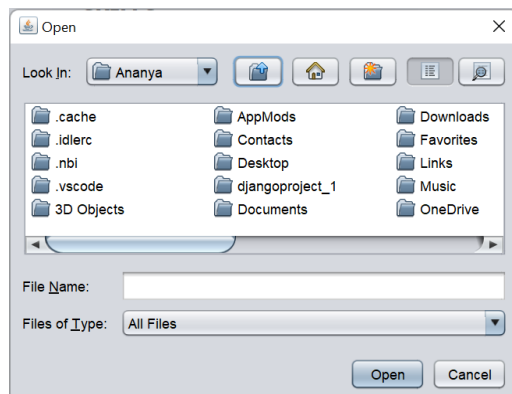 Open
Look In: Ananya
.cache AppMods Downloads
.idlerc Contacts Favorites
.nbi Desktop Links
.vscode djangoproject_1 Music
3D Objects Documents OneDrive
File Name:
Files of Type: All Files
Open Cancel